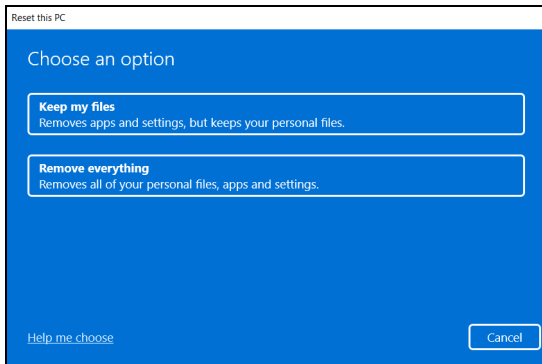 Reset this PC
Choose an option
Keep my files
Removes apps and settings, but keeps your personal files.
Remove everything
Removes all of your personal files, apps and settings.
Help me choose
Cancel